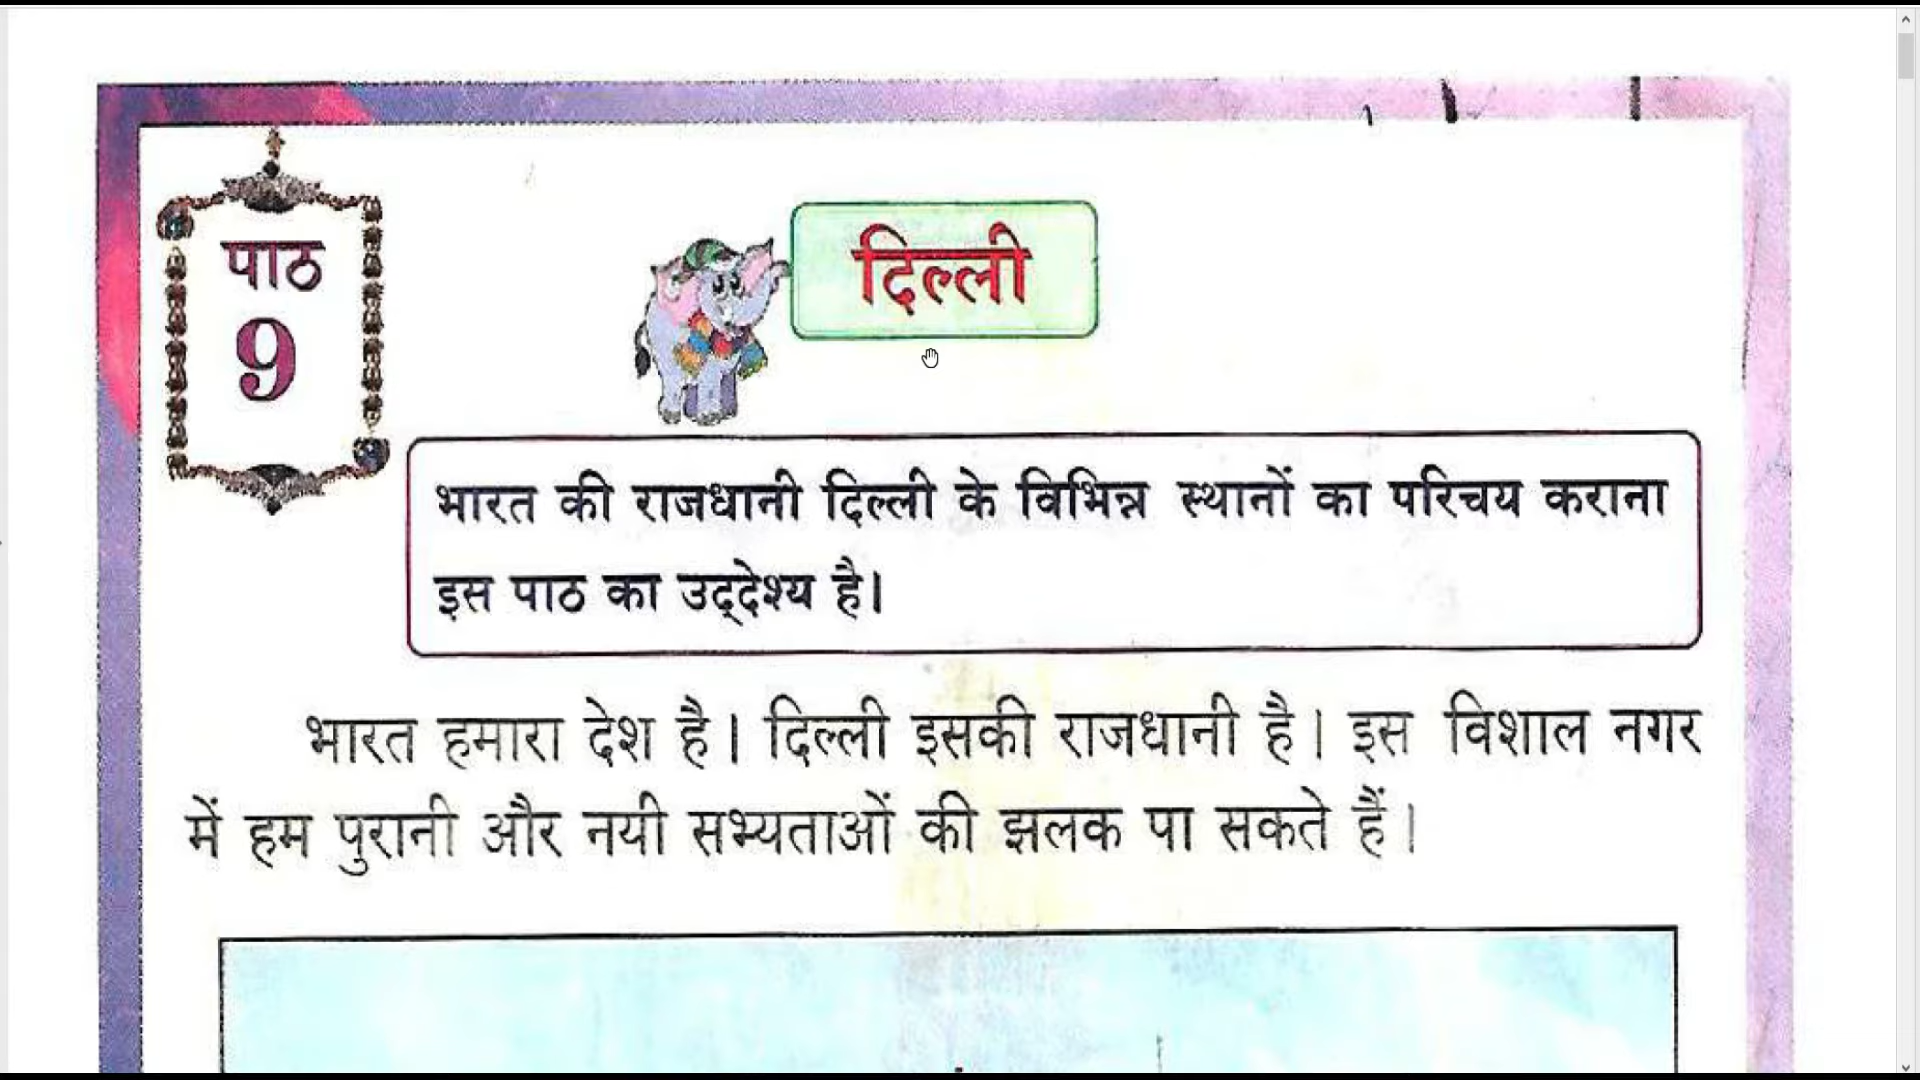 पाठ
9
दिल्ली
भारत की राजधानी दिल्ली के विभिन्न स्थानों का परिचय कराना
इस पाठ का उद्‌देश्य है।
भारत हमारा देश है। दिल्ली इसकी राजधानी है। इस विशाल नगर
में हम पुरानी और नयी सभ्यताओं की झलक पा सकते हैं।